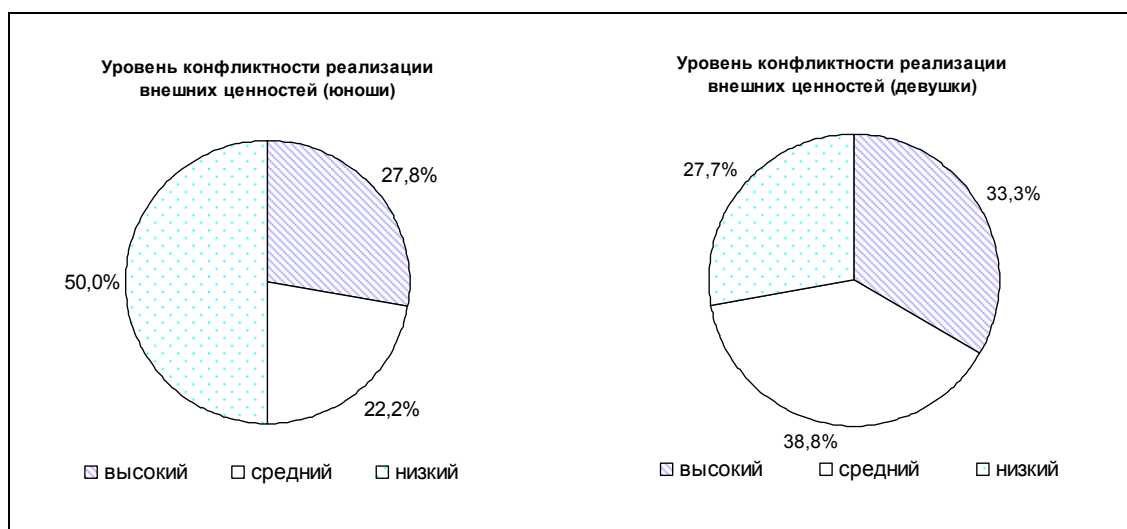 Уровень конфликтности реализации
внешних ценностей (юноши)
27,8%
50,0%
22,2%
высокий средний низкий
Уровень конфликтности реализации
внешних ценностей (девушки)
27,7%
33,3%
38,8%
высокий средний низкий